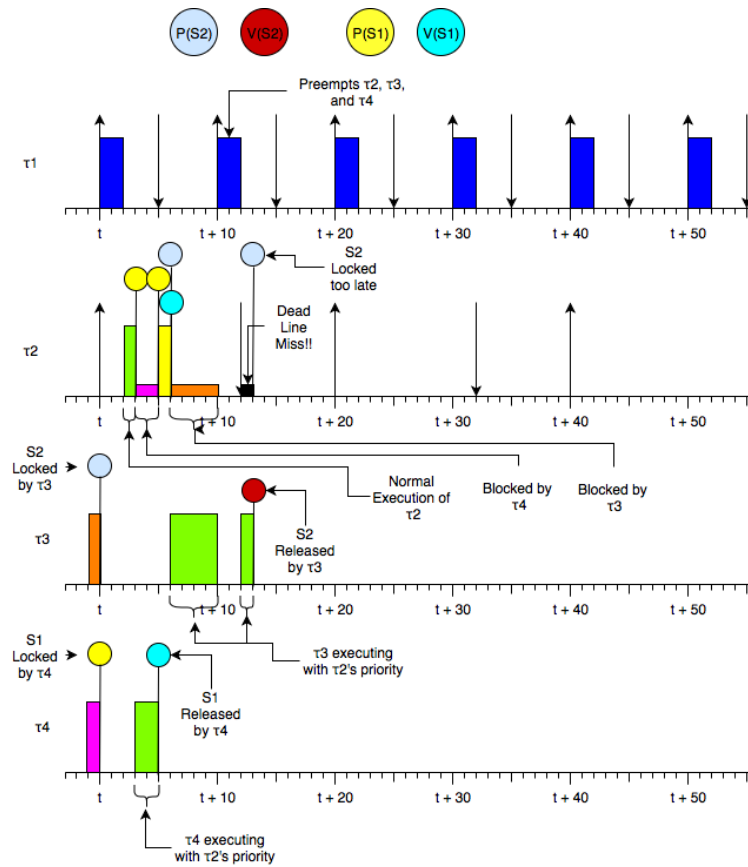 P(S2) V(S2) P(S1) V(S1)
Preempts τ2, τ3,
and τ4
τ1
t t + 10 t + 20 t + 30 t + 40 t + 50
S2
Locked
too late
Dead
Line
Miss!!
τ2
t t + 10 t + 20 t + 30 t + 40 t + 50
S2
Locked
by τ3
Normal
Execution of
τ2
Blocked by
τ4
Blocked by
τ3
τ3
S2
Released
by τ3
t t + 10 t + 20 t + 30 t + 40 t + 50
S1
Locked
by τ4
τ3 executing
with τ2's priority
S1
Released
by τ4
τ4
t t + 10 t + 20 t + 30 t + 40 t + 50
τ4 executing
with τ2's priority